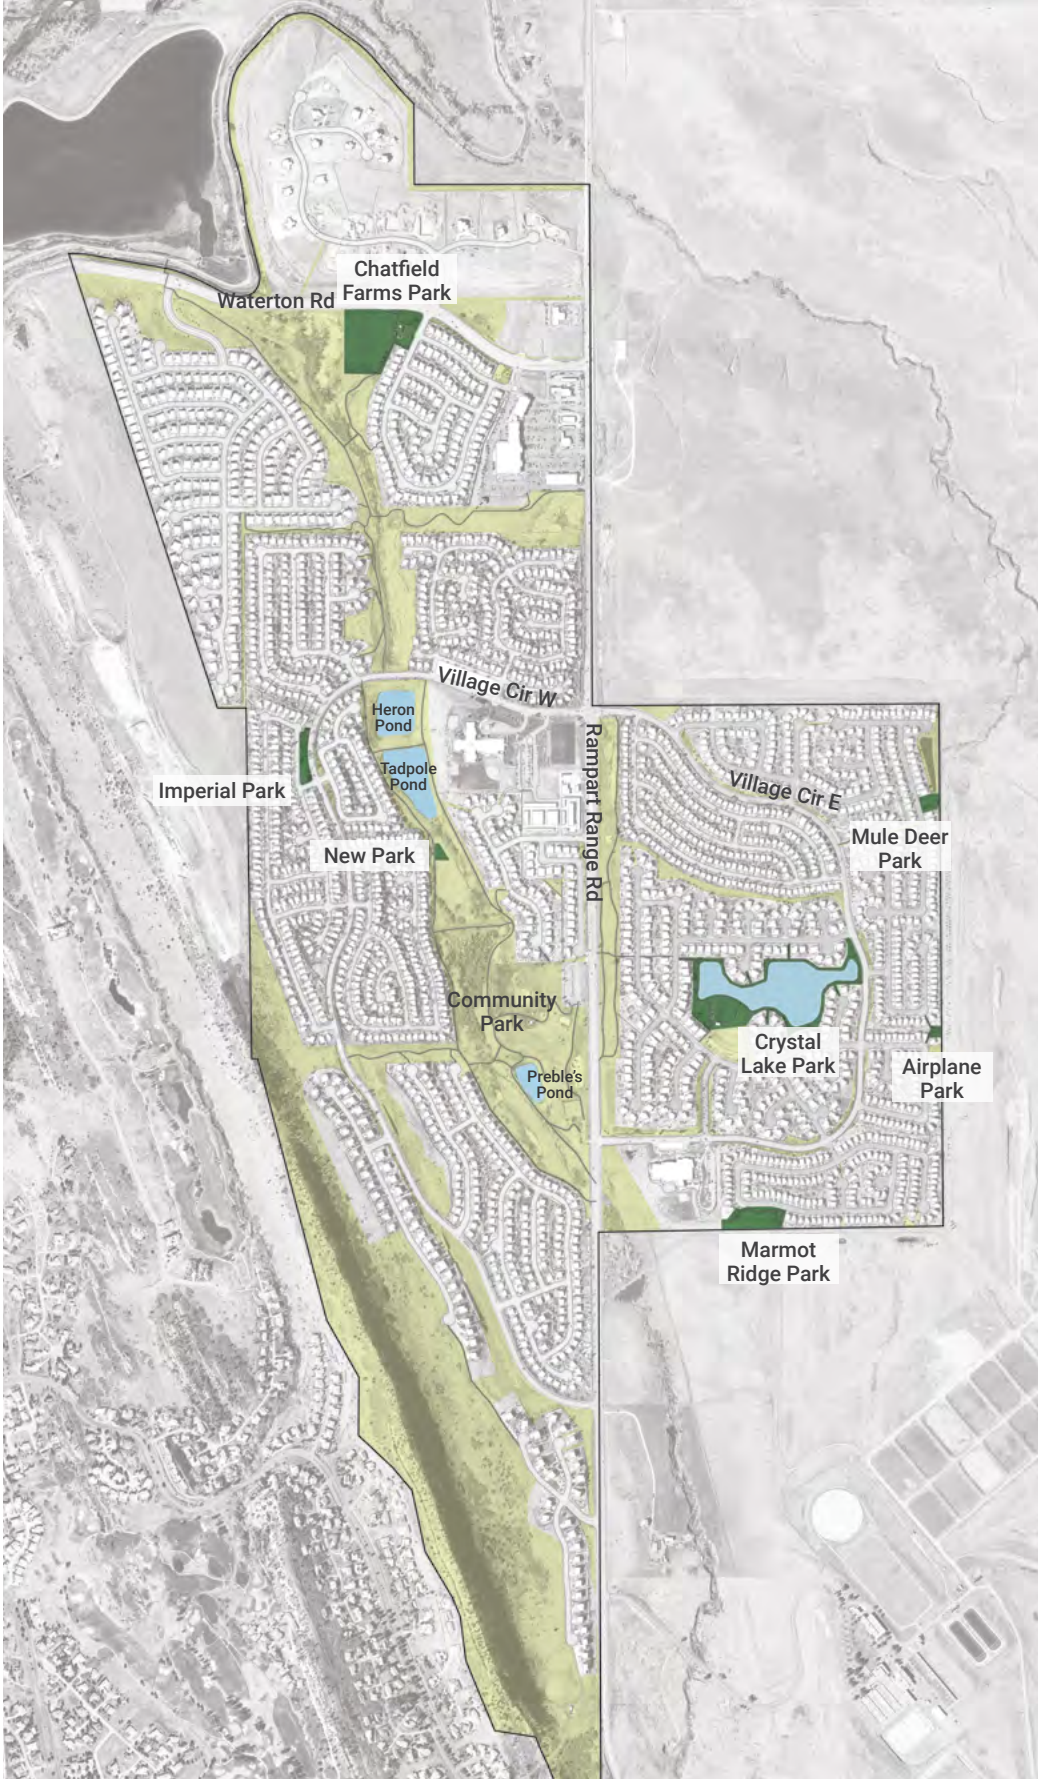 Chatfield
Farms Park
Waterton Rd
Village Cir W
Heron
Pond
Tadpole
Pond
Rampart Range Rd
Imperial Park
Village Cir E
New Park
Mule Deer
Park
Community
Park
Crystal
Lake Park
Preble's
Pond
Airplane
Park
Marmot
Ridge Park